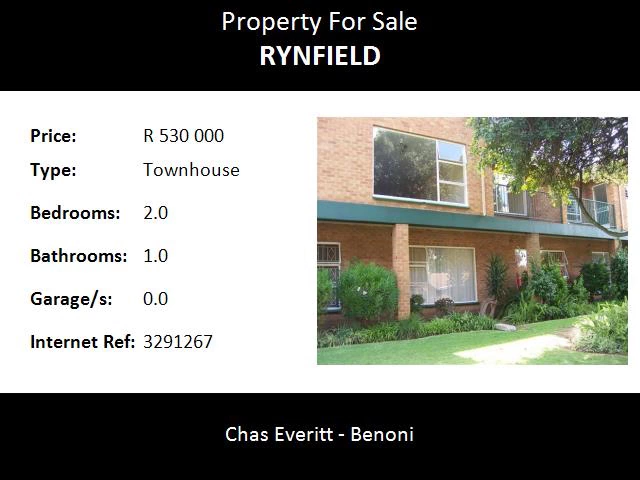 Property For Sale
RYNFIELD
Price: R 530 000
Type: Townhouse
Bedrooms: 2.0
Bathrooms: 1.0
Garage/s: 0.0
Internet Ref: 3291267
Chas Everitt - Benoni